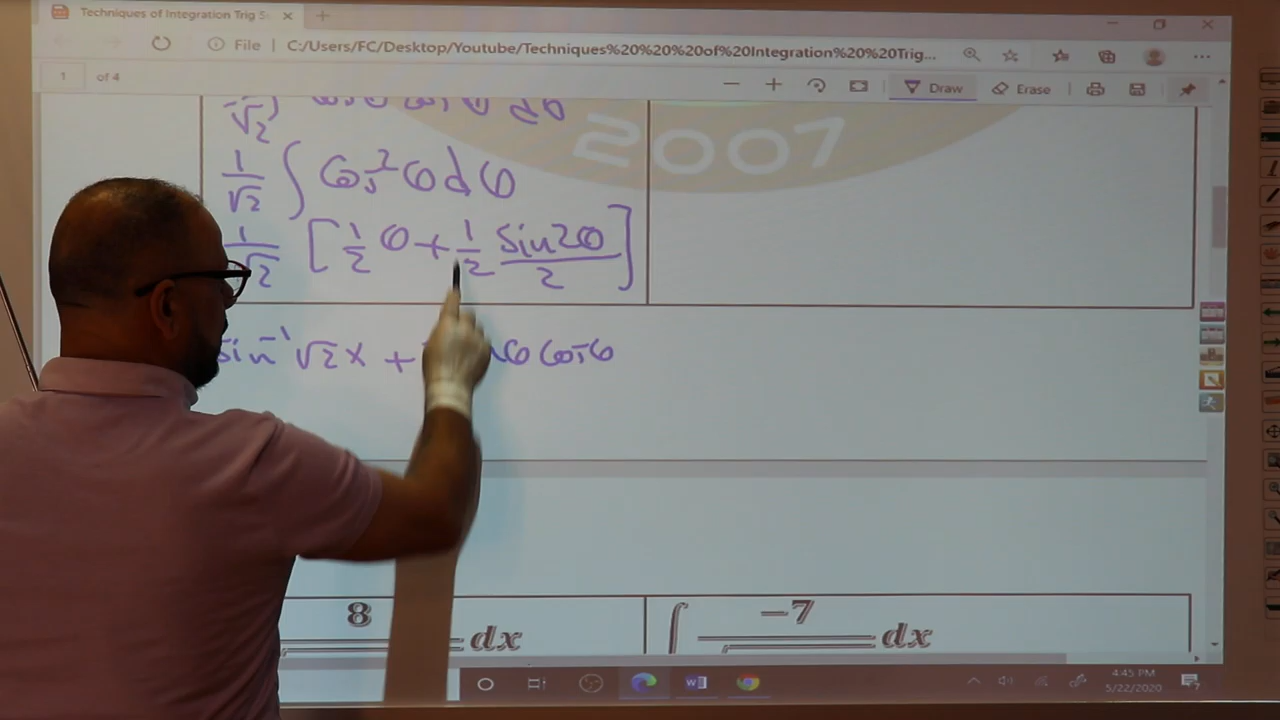 Techniques of Integration Trig S
File | C:/Users/FC/Desktop/Youtube/Techniques%20%20%20of%20Integration%20%20Trig...
1 of 4
Draw
Erase
2007
1/√2 ∫ Cos²θ dθ
1/√2 [1/2 θ + 1/2 Sin2θ/2]
Sin⁻¹ √2x + θ Cosθ
8 dx
∫ −7 dx
4:45 PM
5/22/2020